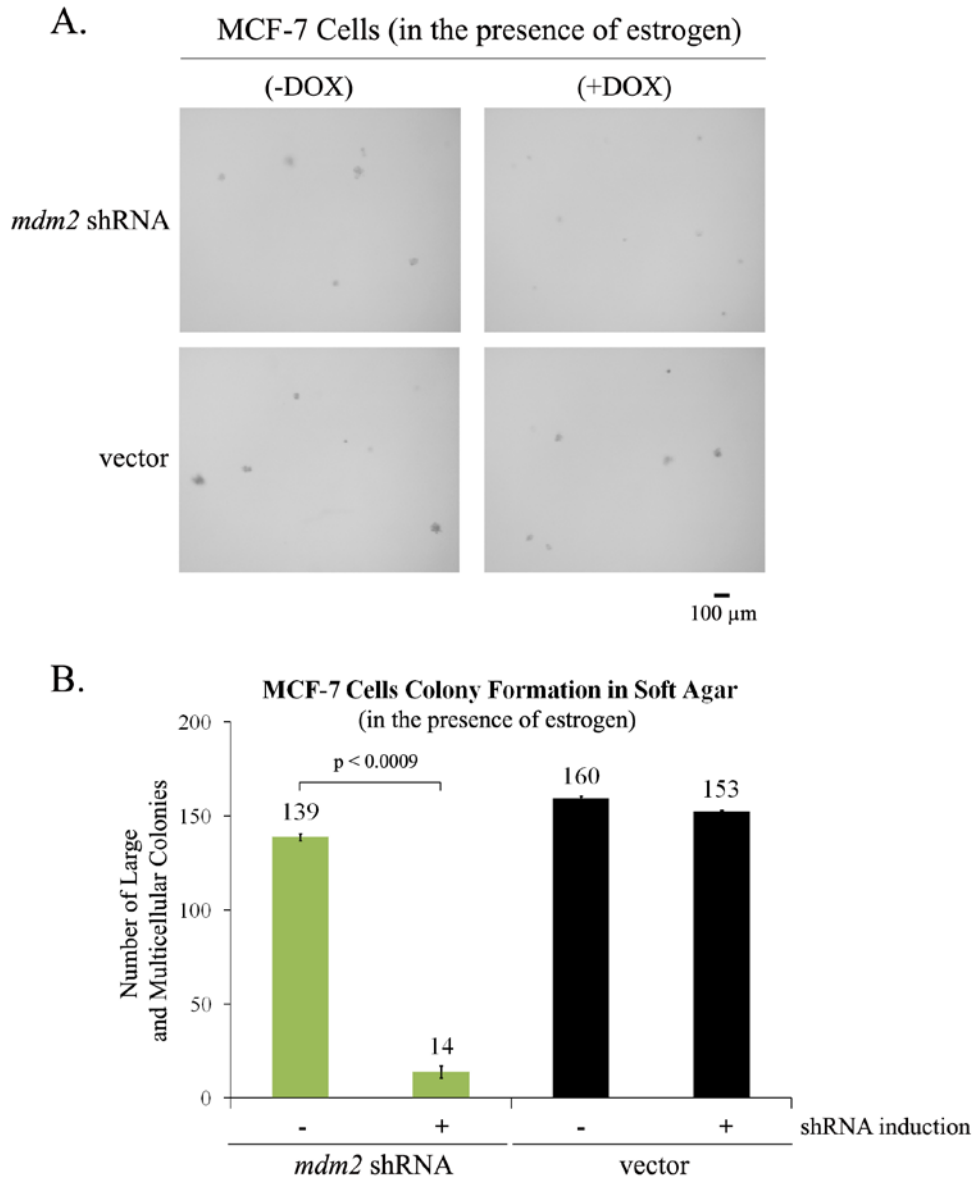 A.
MCF-7 Cells (in the presence of estrogen)
(-DOX)
(+DOX)
mdm2 shRNA
vector
100 µm
B.
MCF-7 Cells Colony Formation in Soft Agar
(in the presence of estrogen)
Number of Large
and Multicellular Colonies
200
150
100
50
0
p < 0.0009
139
14
160
153
- + - + shRNA induction
mdm2 shRNA vector